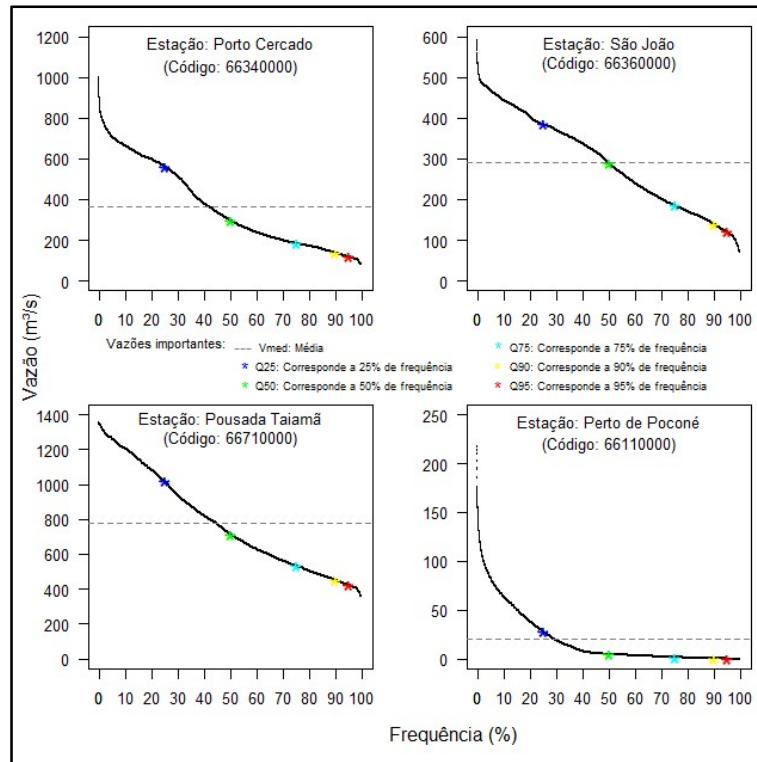 Estação: Porto Cercado
(Código: 66340000)
1200
1000
800
600
400
200
0
0 10 20 30 40 50 60 70 80 90 100
Estação: São João
(Código: 66360000)
600
500
400
300
200
100
0
0 10 20 30 40 50 60 70 80 90 100
Vazão (m³/s)
Vazões importantes: --- Vmed: Média
* Q25: Corresponde a 25% de frequência
* Q50: Corresponde a 50% de frequência
* Q75: Corresponde a 75% de frequência
* Q90: Corresponde a 90% de frequência
* Q95: Corresponde a 95% de frequência
Estação: Pousada Taiamã
(Código: 66710000)
1400
1200
1000
800
600
400
200
0
0 10 20 30 40 50 60 70 80 90 100
Estação: Perto de Poconé
(Código: 66110000)
250
200
150
100
50
0
0 10 20 30 40 50 60 70 80 90 100
Frequência (%)